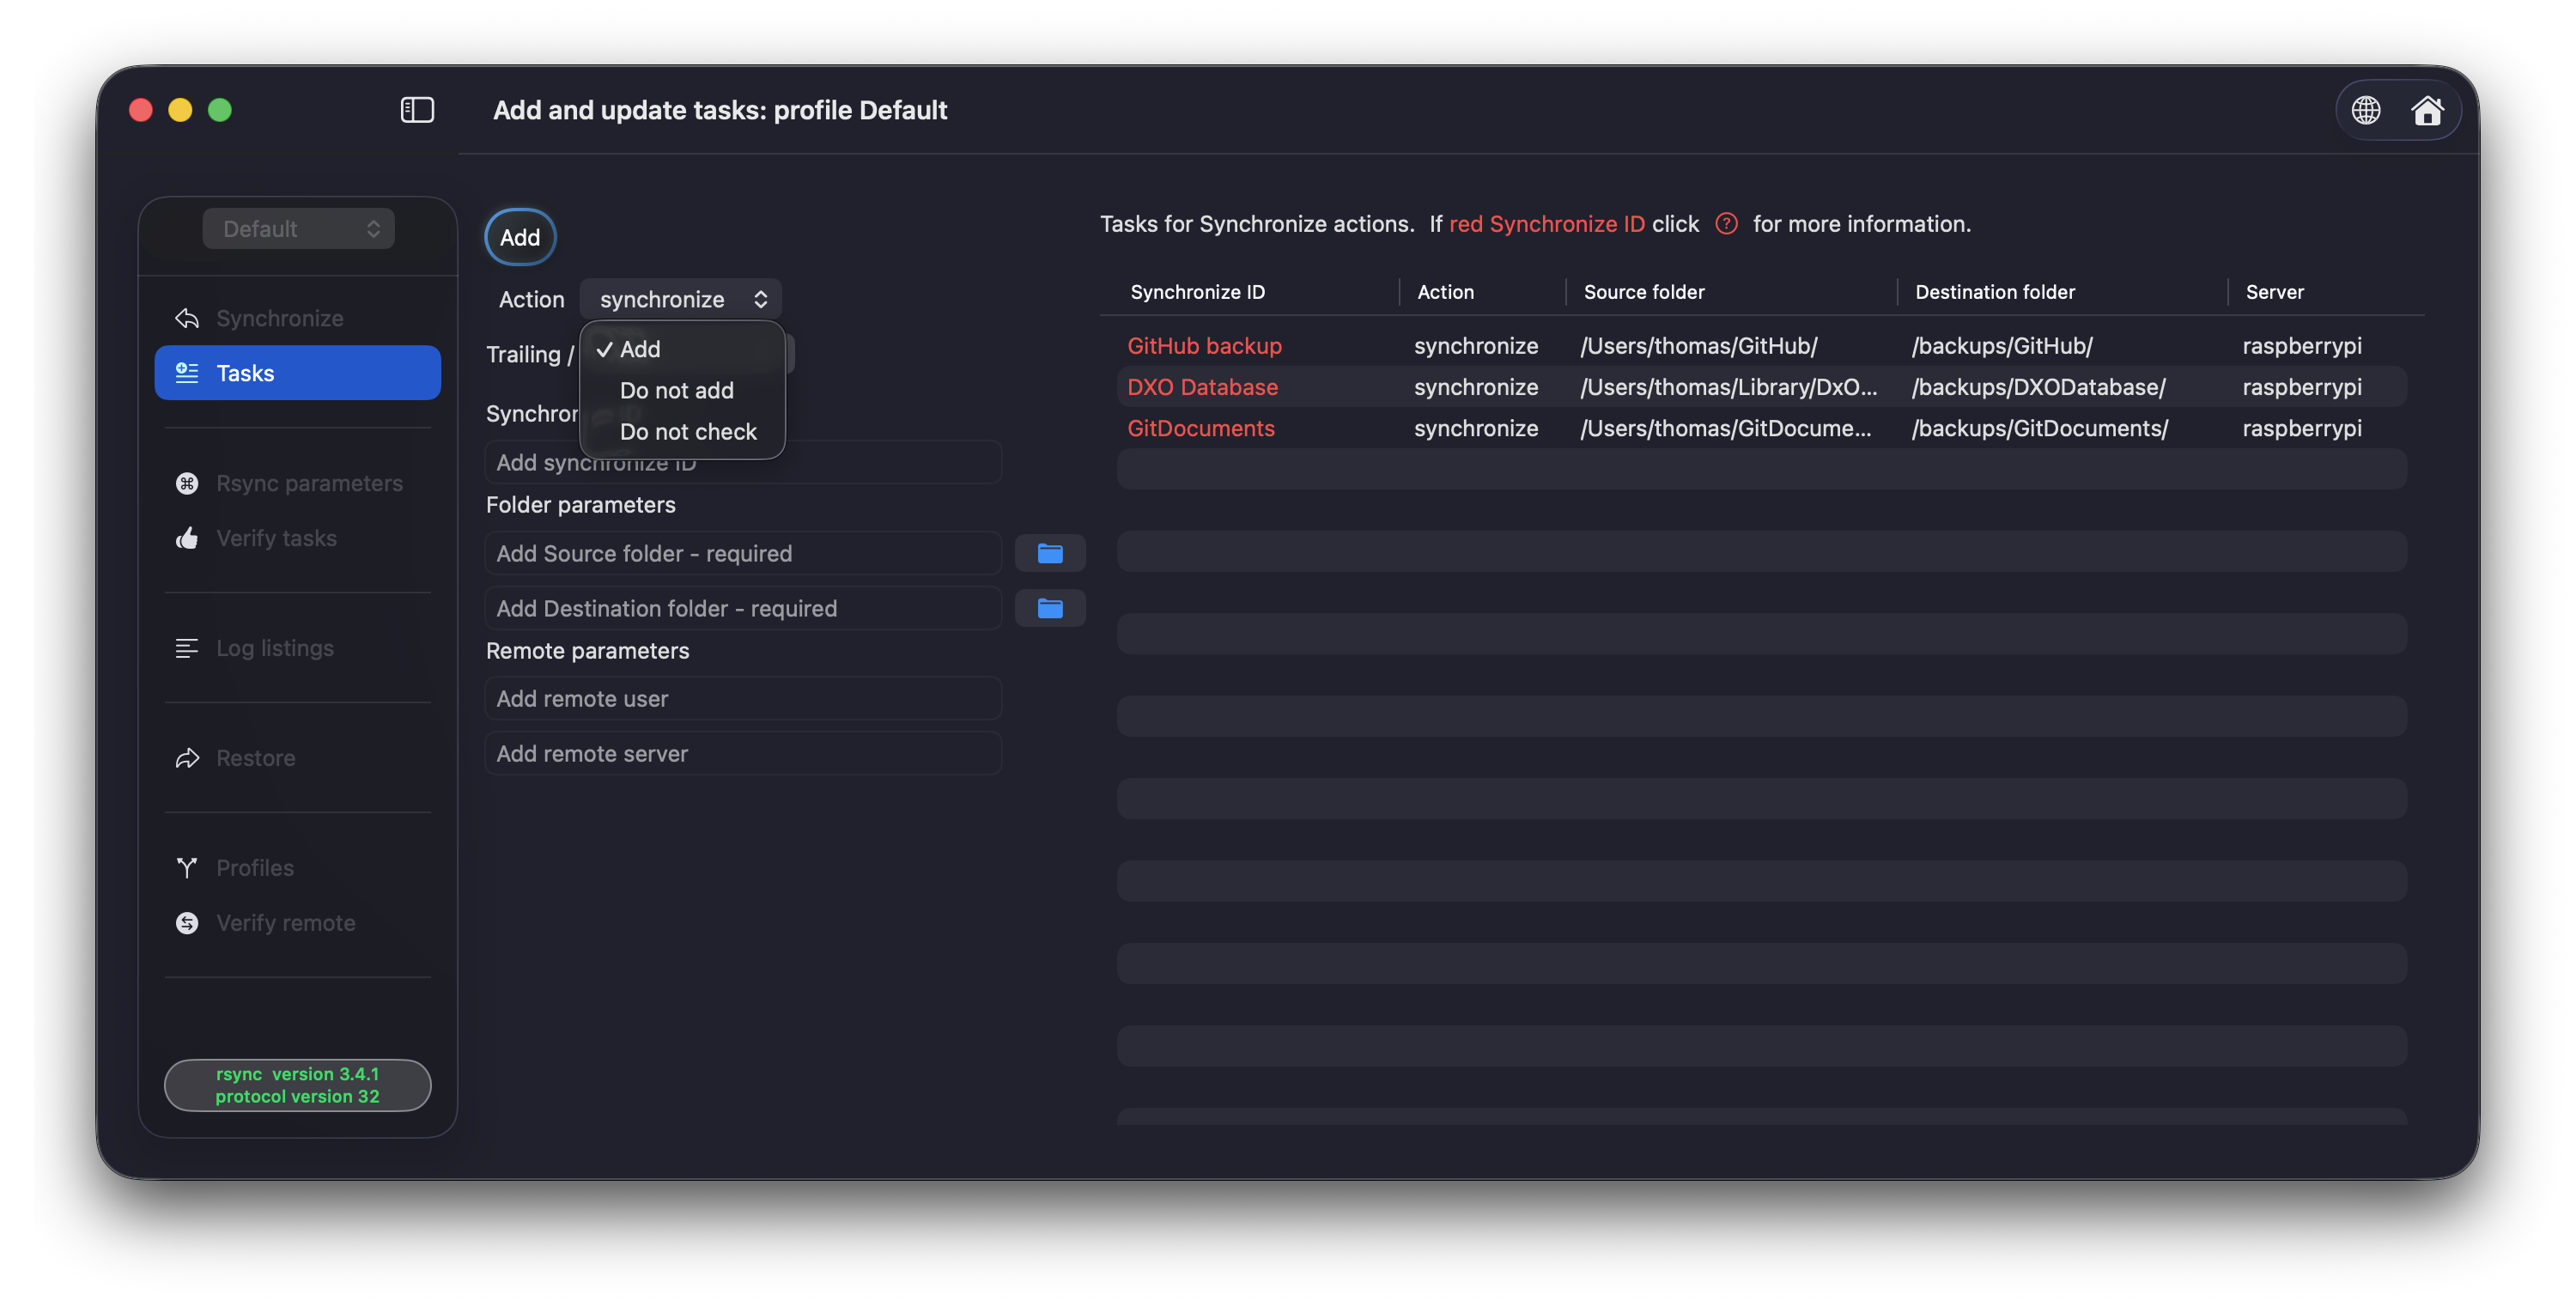 Add and update tasks: profile Default
Default
Synchronize
Tasks
Rsync parameters
Verify tasks
Log listings
Restore
Profiles
Verify remote
rsync  version 3.4.1
protocol version 32
Add
Action synchronize
Trailing /
Add
Do not add
Do not check
Add synchronize ID
Folder parameters
Add Source folder - required
Add Destination folder - required
Remote parameters
Add remote user
Add remote server
Tasks for Synchronize actions.  If red Synchronize ID click ? for more information.
Synchronize ID Action Source folder Destination folder Server
GitHub backup synchronize /Users/thomas/GitHub/ /backups/GitHub/ raspberrypi
DXO Database synchronize /Users/thomas/Library/DxO... /backups/DXODatabase/ raspberrypi
GitDocuments synchronize /Users/thomas/GitDocume... /backups/GitDocuments/ raspberrypi